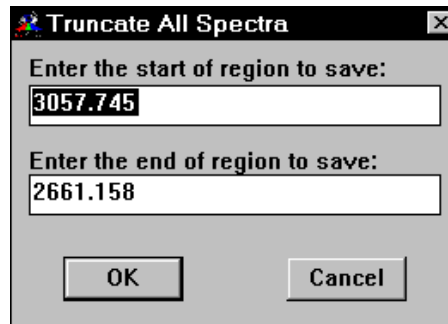 Truncate All Spectra
Enter the start of region to save:
3057.745
Enter the end of region to save:
2661.158
OK
Cancel